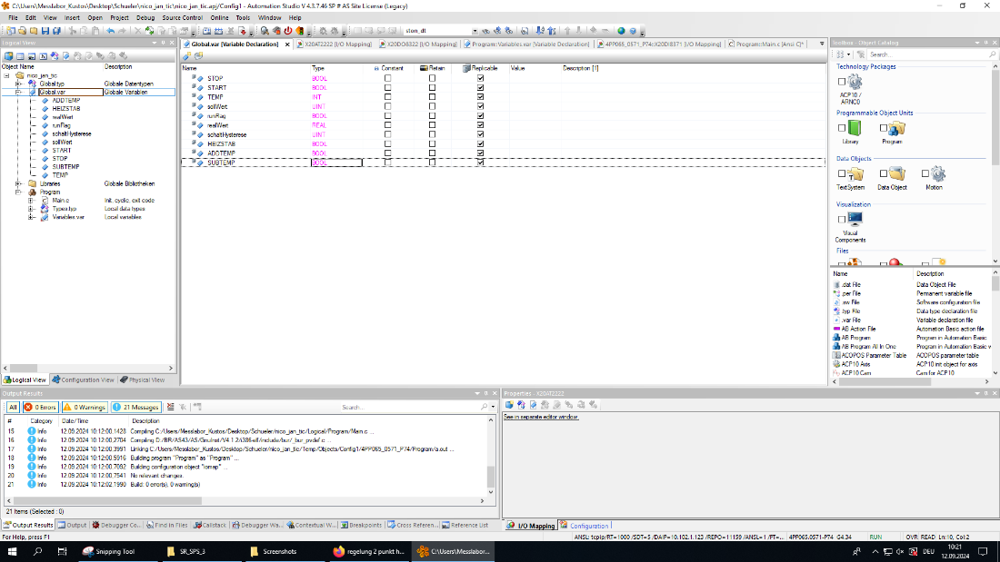 C:\Users\Messlabor_Kustos\Desktop\Schueler\nico_jan_tic\nico_jan_tic.apj/Config1 - Automation Studio V 4.3.7.46 SP # AS Site License (Legacy)
File Edit View Insert Open Project Debug Source Control Online Tools Window Help
ston_dt
Logical View
Object Name Description
nico_jan_tic
Global.typ Globale Datentypen
Global.var Globale Variablen
ADDTEMP
HEIZSTAB
realWert
runFlag
schaltHysterese
sollWert
START
STOP
SUBTEMP
TEMP
Libraries Globale Bibliotheken
Program
Main.c Init, cyclic, exit code
Types.typ Local data types
Variables.var Local variables
Logical View Configuration View Physical View
Global.var [Variable Declaration] X20AT2222 [I/O Mapping] X20DO8322 [I/O Mapping] Program::Variables.var [Variable Declaration] 4PP065_0571_P74::X20DI8371 [I/O Mapping] Program::Main.c [Ansi C]*
Name Type Constant Retain Replicable Value Description [1]
STOP BOOL
START BOOL
TEMP INT
sollWert UINT
runFlag BOOL
realWert REAL
schaltHysterese UINT
HEIZSTAB BOOL
ADDTEMP BOOL
SUBTEMP BOOL
Toolbox - Object Catalog
Search...
Technology Packages
ACP10 /
ARNC0
Programmable Object Units
Library Program
Data Objects
TextSystem Data Object Motion
Visualization
Visual
Components
Files
Name Description
.dat File Data Object File
.per File Permanent variable file
.sw File Software configuration file
.typ File Data type declaration file
.var File Variable declaration file
AB Action File Automation Basic action file
AB Program Program in Automation Basic
AB Program All In One Program in Automation Basic w
ACOPOS Parameter Table ACOPOS parameter table
ACP10 Axis ACP10 init object for axis
ACP10 Cam Cam for ACP10
Output Results
All 0 Errors 0 Warnings 21 Messages Search...
# Category Date/Time Description
15 Info 12.09.2024 10:12:00.1428 Compiling C:/Users/Messlabor_Kustos/Desktop/Schueler/nico_jan_tic/Logical/Program/Main.c ...
16 Info 12.09.2024 10:12:00.2704 Compiling D:/BR/AS43/AS/GnuInst/V4.1.2/i386-elf/include/bur/_bur_pvdef.c ...
17 Info 12.09.2024 10:12:00.3991 Linking C:/Users/Messlabor_Kustos/Desktop/Schueler/nico_jan_tic/Temp/Objects/Config1/4PP065_0571_P74/Program/a.out ...
18 Info 12.09.2024 10:12:00.5916 Building program "Program" as "Program" ...
19 Info 12.09.2024 10:12:00.7092 Building configuration object "iomap" ...
20 Info 12.09.2024 10:12:00.7541 No relevant changes.
21 Info 12.09.2024 10:12:02.1990 Build: 0 error(s), 0 warning(s)
21 Items (Selected : 0)
Output Results Output Debugger Co... Find in Files Callstack Debugger Wa... Contextual W... Breakpoints Cross Referen... Reference List
Properties - X20AT2222
See in separate editor window.
I/O Mapping Configuration
For Help, press F1
ANSL: tcpip/RT=1000 /SDT=5 /DAIP=10.102.1.123 /REPO=11159 /ANSL=1 /PT=... 4PP065.0571-P74 G4.34 RUN OVR READ Ln:10, Col:2
Snipping Tool SR_SPS_3 Screenshots regelung 2 punkt h... C:\Users\Messlabor...
DEU
10:21
12.09.2024